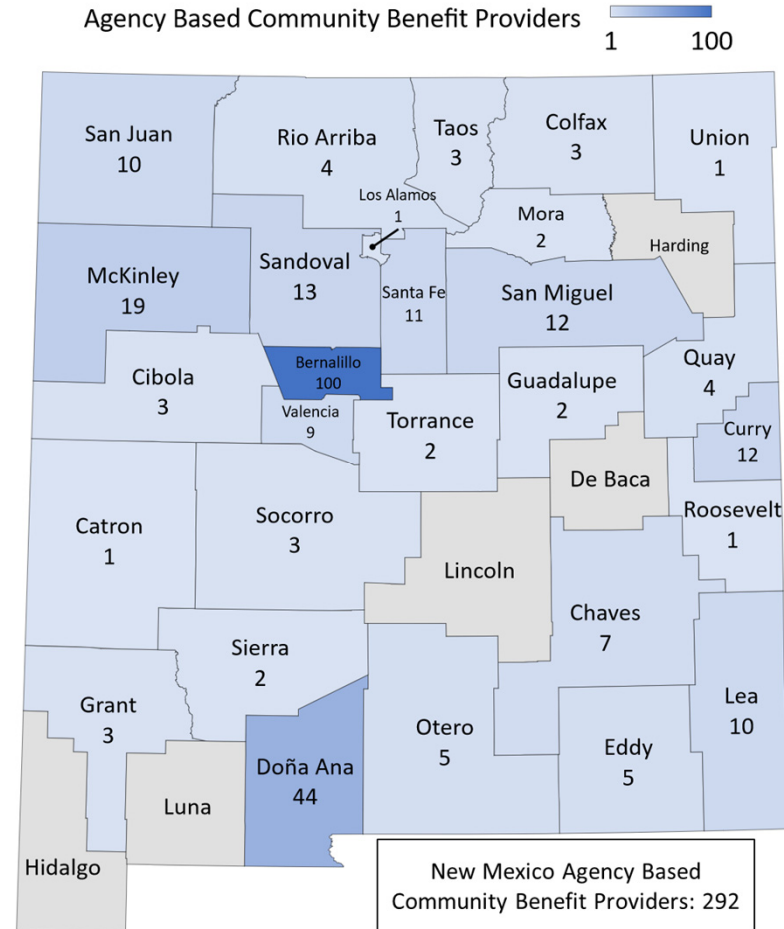 Agency Based Community Benefit Providers
1 100
San Juan
10
Rio Arriba
4
Taos
3
Colfax
3
Union
1
Los Alamos
1
Mora
2
Harding
McKinley
19
Sandoval
13
Santa Fe
11
San Miguel
12
Quay
4
Cibola
3
Bernalillo
100
Valencia
9
Torrance
2
Guadalupe
2
Curry
12
De Baca
Roosevelt
1
Catron
1
Socorro
3
Lincoln
Chaves
7
Sierra
2
Grant
3
Lea
10
Otero
5
Eddy
5
Doña Ana
44
Luna
Hidalgo
New Mexico Agency Based
Community Benefit Providers: 292